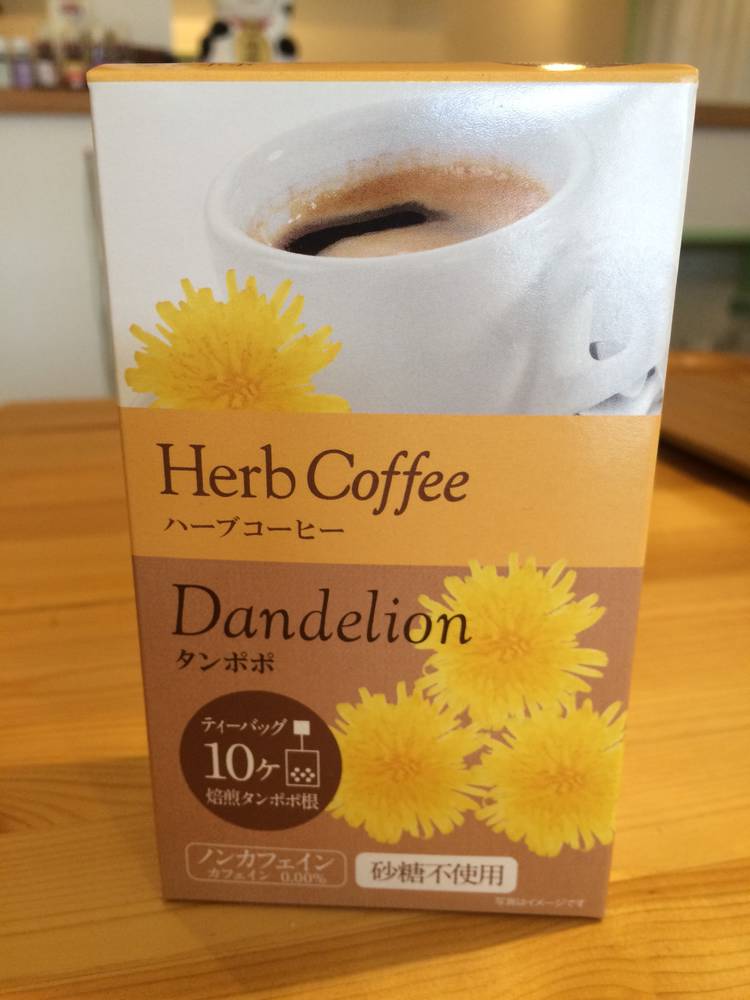 Herb Coffee
ハーブコーヒー
Dandelion
タンポポ
ティーバッグ
10ヶ
焙煎タンポポ根
ノンカフェイン
カフェイン 0.00%
砂糖不使用
写真はイメージです